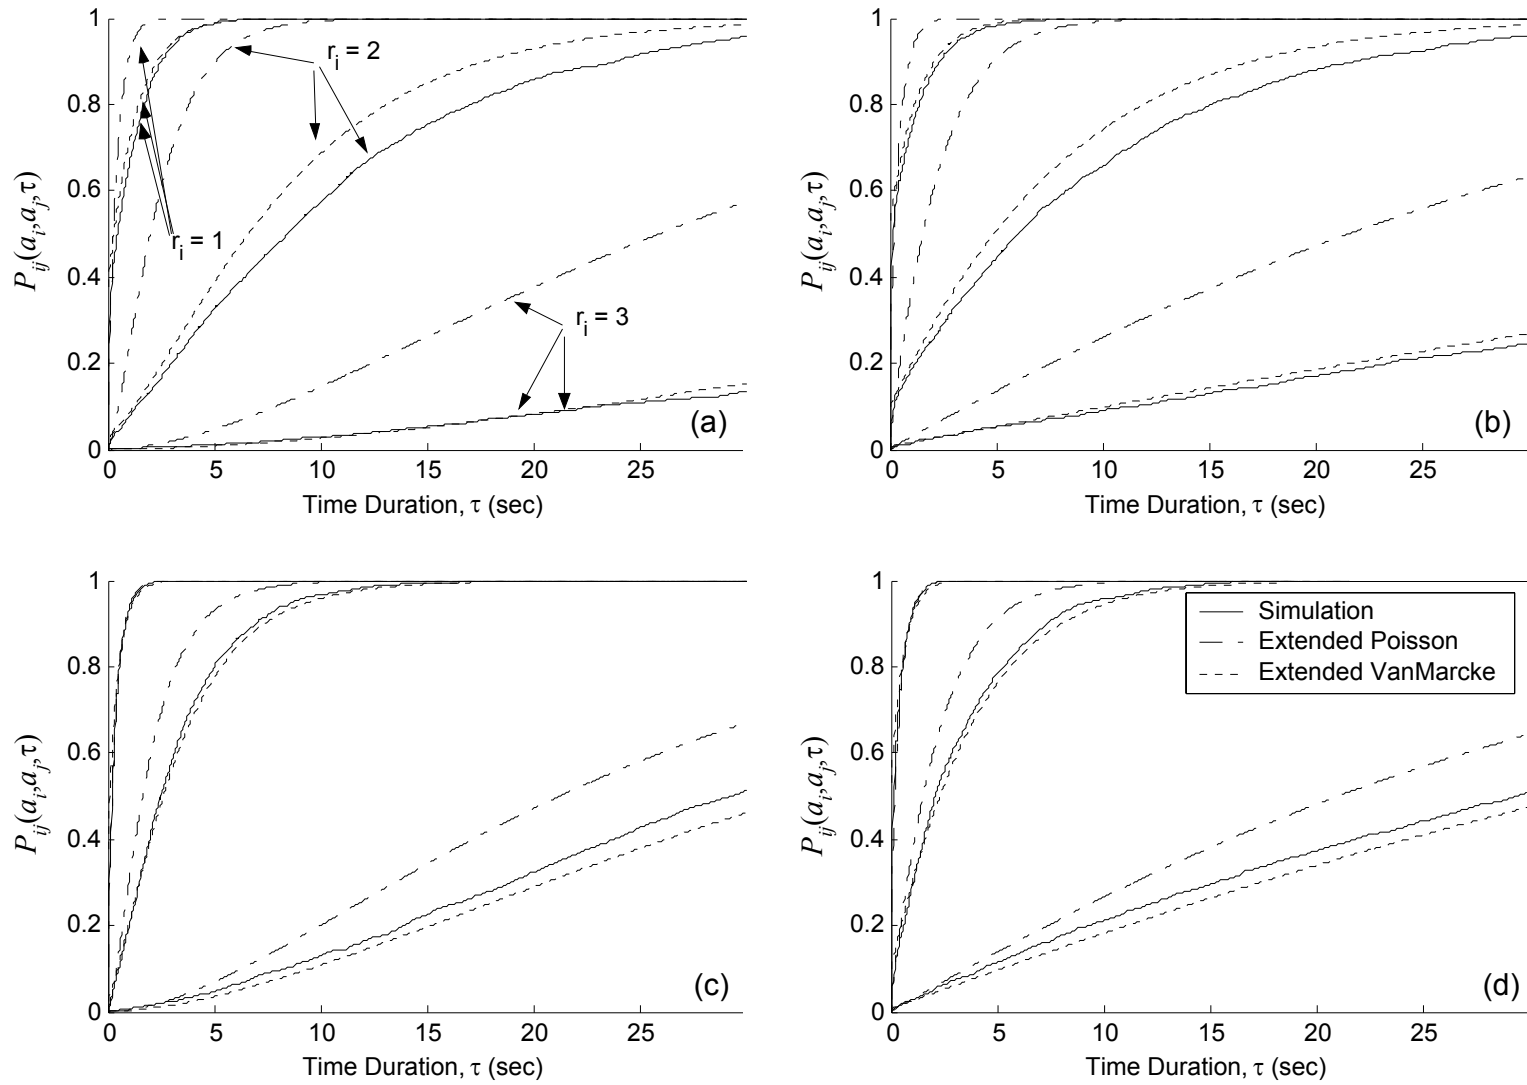 1
0.8
0.6
0.4
0.2
0
P_ij(a_i,a_j,τ)
r_i = 1
r_i = 2
r_i = 3
(a)
0 5 10 15 20 25
Time Duration, τ (sec)
1
0.8
0.6
0.4
0.2
0
P_ij(a_i,a_j,τ)
(b)
0 5 10 15 20 25
Time Duration, τ (sec)
1
0.8
0.6
0.4
0.2
0
P_ij(a_i,a_j,τ)
(c)
0 5 10 15 20 25
Time Duration, τ (sec)
1
0.8
0.6
0.4
0.2
0
P_ij(a_i,a_j,τ)
Simulation
Extended Poisson
Extended VanMarcke
(d)
0 5 10 15 20 25
Time Duration, τ (sec)